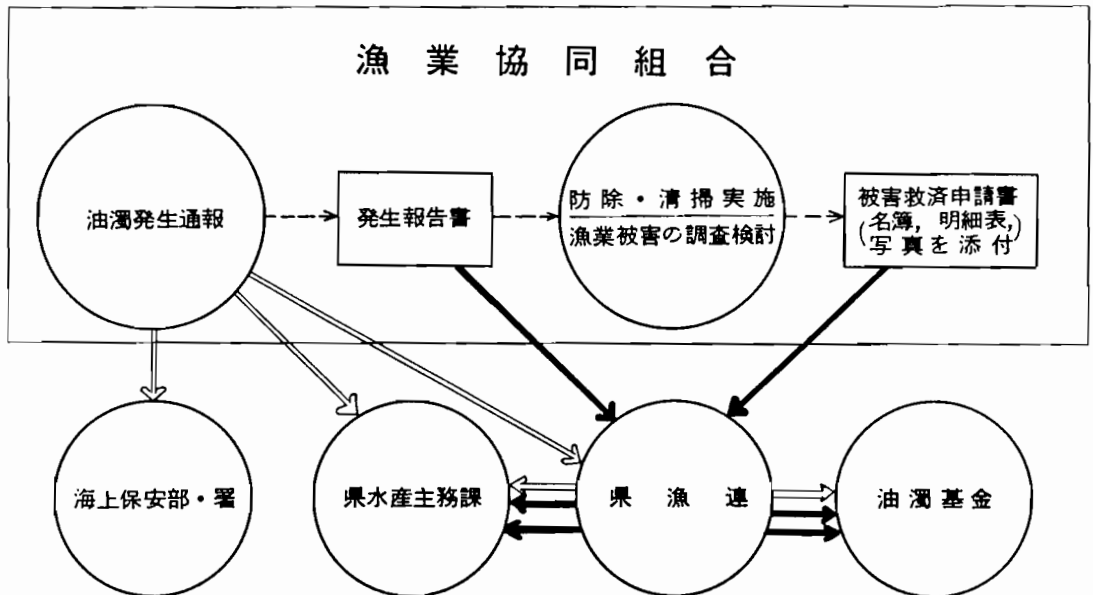 漁業協同組合
油濁発生通報
発生報告書
防除・清掃実施
漁業被害の調査検討
被害救済申請書
(名簿,明細表,)
写真を添付
海上保安部・署
県水産主務課
県漁連
油濁基金